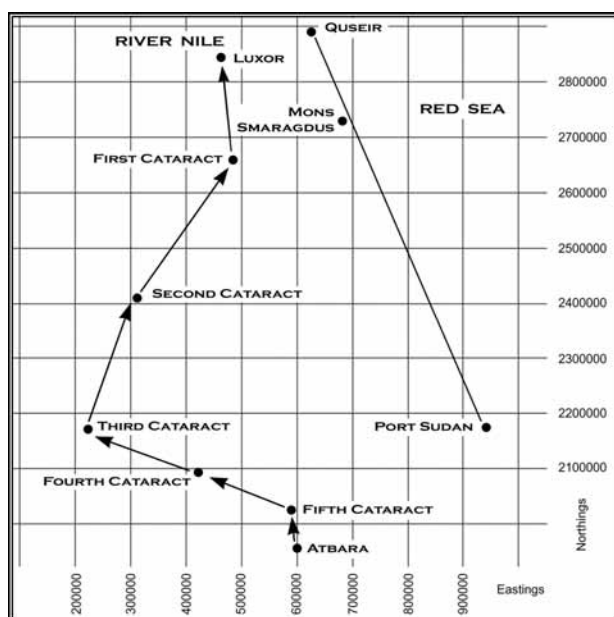 QUSEIR
RIVER NILE
LUXOR
2800000
MONS
SMARAGDUS
RED SEA
2700000
FIRST CATARACT
2600000
2500000
SECOND CATARACT
2400000
2300000
2200000
THIRD CATARACT
PORT SUDAN
2100000
FOURTH CATARACT
FIFTH CATARACT
Northings
ATBARA
200000
300000
400000
500000
600000
700000
800000
900000
Eastings